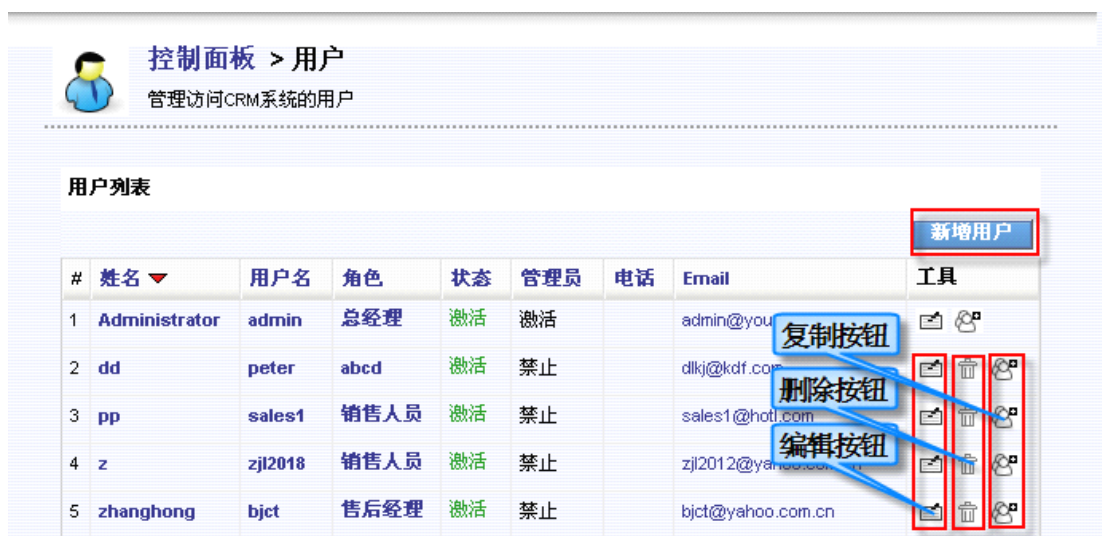 控制面板 > 用户
管理访问CRM系统的用户
用户列表
新增用户
# 姓名 用户名 角色 状态 管理员 电话 Email 工具
1 Administrator admin 总经理 激活 激活 admin@you
复制按钮
2 dd peter abcd 激活 禁止 dlkj@kdf.com
删除按钮
3 pp sales1 销售人员 激活 禁止 sales1@hotl.com
编辑按钮
4 z zjl2018 销售人员 激活 禁止 zjl2012@yahoo.com.cn
5 zhanghong bjct 售后经理 激活 禁止 bjct@yahoo.com.cn